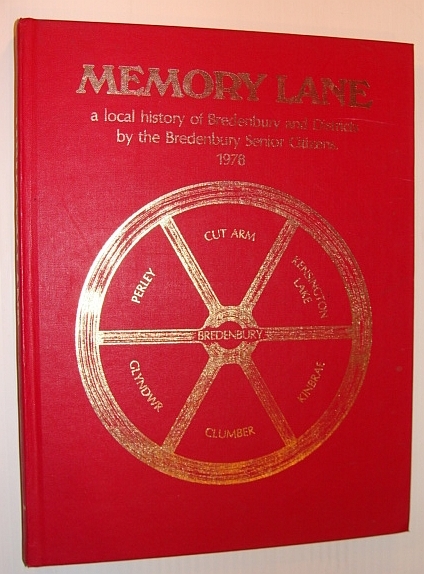 MEMORY LANE
a local history of Bredenbury and Districts
by the Bredenbury Senior Citizens.
1978
CUT ARM
KENSINGTON
LAKE
PERLEY
BREDENBURY
GLYNDWR
KINBRAE
CLUMBER